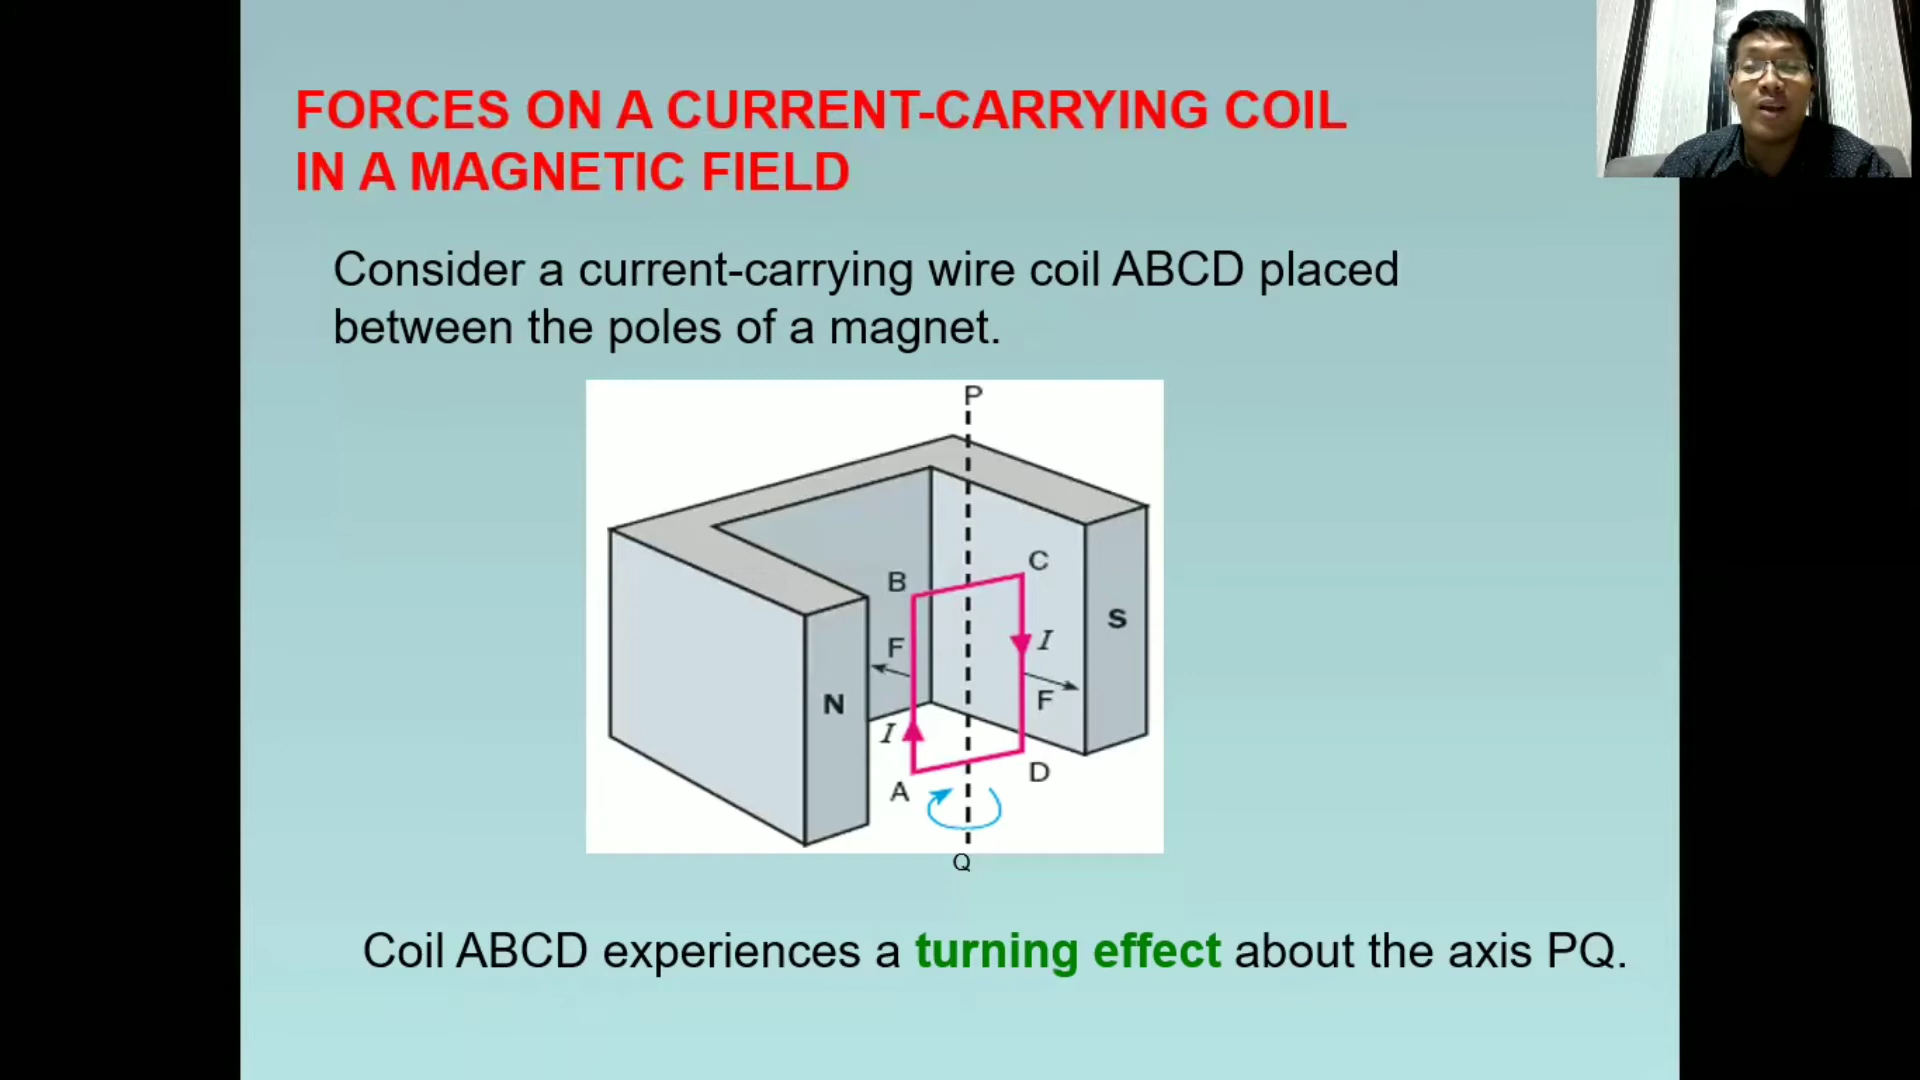 FORCES ON A CURRENT-CARRYING COIL
IN A MAGNETIC FIELD
Consider a current-carrying wire coil ABCD placed
between the poles of a magnet.
P
C
B
S
I
F
F
N
I
D
A
Q
Coil ABCD experiences a turning effect about the axis PQ.